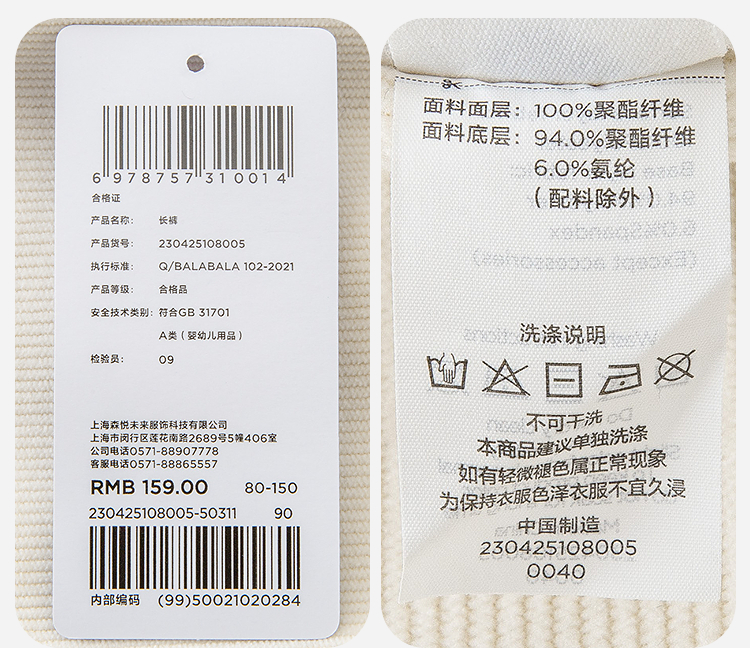 6 978757 310014
合格证
产品名称: 长裤
产品货号: 230425108005
执行标准: Q/BALABALA 102-2021
产品等级: 合格品
安全技术类别: 符合GB 31701
A类(婴幼儿用品)
检验员: 09
上海森悦未来服饰科技有限公司
上海市闵行区莲花南路2689号5幢406室
公司电话0571-88907778
客服电话0571-88865557
RMB 159.00 80-150
230425108005-50311 90
内部编码 (99)50021020284
面料面层: 100%聚酯纤维
面料底层: 94.0%聚酯纤维
6.0%氨纶
(配料除外)
洗涤说明
不可干洗
本商品建议单独洗涤
如有轻微褪色属正常现象
为保持衣服色泽衣服不宜久浸
中国制造
230425108005
0040